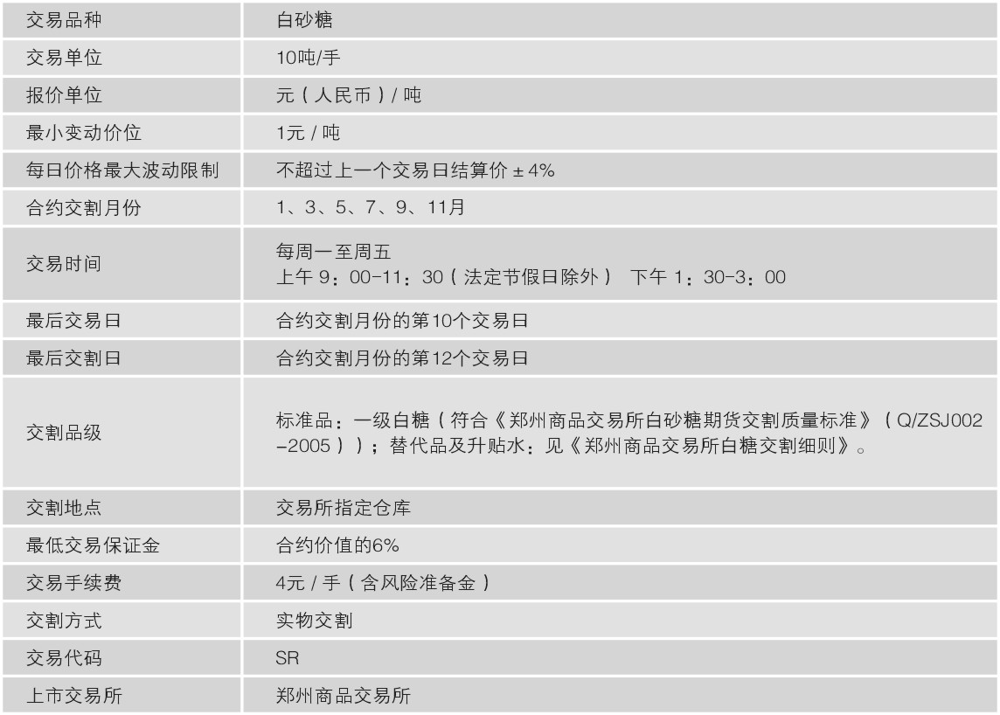 交易品种 白砂糖
交易单位 10吨/手
报价单位 元（人民币）/ 吨
最小变动价位 1元 / 吨
每日价格最大波动限制 不超过上一个交易日结算价 ± 4%
合约交割月份 1、3、5、7、9、11月
交易时间 每周一至周五
上午 9：00-11：30（法定节假日除外） 下午 1：30-3：00
最后交易日 合约交割月份的第10个交易日
最后交割日 合约交割月份的第12个交易日
交割品级 标准品：一级白糖（符合《郑州商品交易所白砂糖期货交割质量标准》（Q/ZSJ002
-2005））；替代品及升贴水：见《郑州商品交易所白糖交割细则》。
交割地点 交易所指定仓库
最低交易保证金 合约价值的6%
交易手续费 4元 / 手（含风险准备金）
交割方式 实物交割
交易代码 SR
上市交易所 郑州商品交易所